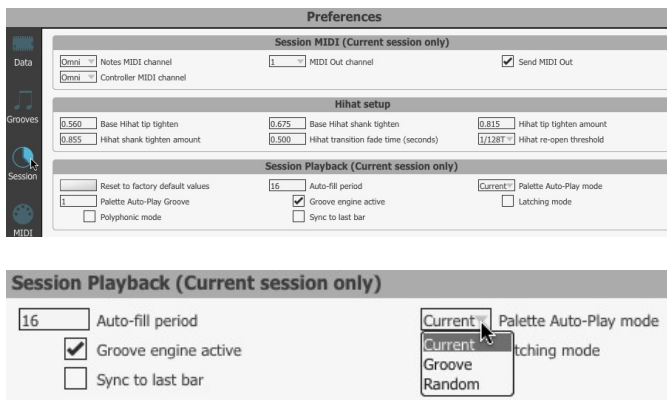 Preferences
Data
Grooves
Session
MIDI
Session MIDI (Current session only)
Omni Notes MIDI channel 1 MIDI Out channel Send MIDI Out
Omni Controller MIDI channel
Hihat setup
0.560 Base Hihat tip tighten 0.675 Base Hihat shank tighten 0.815 Hihat tip tighten amount
0.855 Hihat shank tighten amount 0.500 Hihat transition fade time (seconds) 1/128T Hihat re-open threshold
Session Playback (Current session only)
Reset to factory default values 16 Auto-fill period Current Palette Auto-Play mode
1 Palette Auto-Play Groove Groove engine active Latching mode
Polyphonic mode Sync to last bar
Session Playback (Current session only)
16 Auto-fill period Current Palette Auto-Play mode
Groove engine active Current tching mode
Groove
Sync to last bar Random